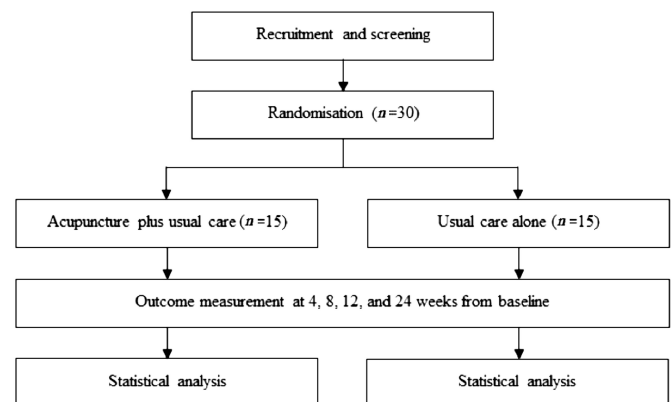 Recruitment and screening
Randomisation (n=30)
Acupuncture plus usual care (n=15)
Usual care alone (n=15)
Outcome measurement at 4, 8, 12, and 24 weeks from baseline
Statistical analysis
Statistical analysis